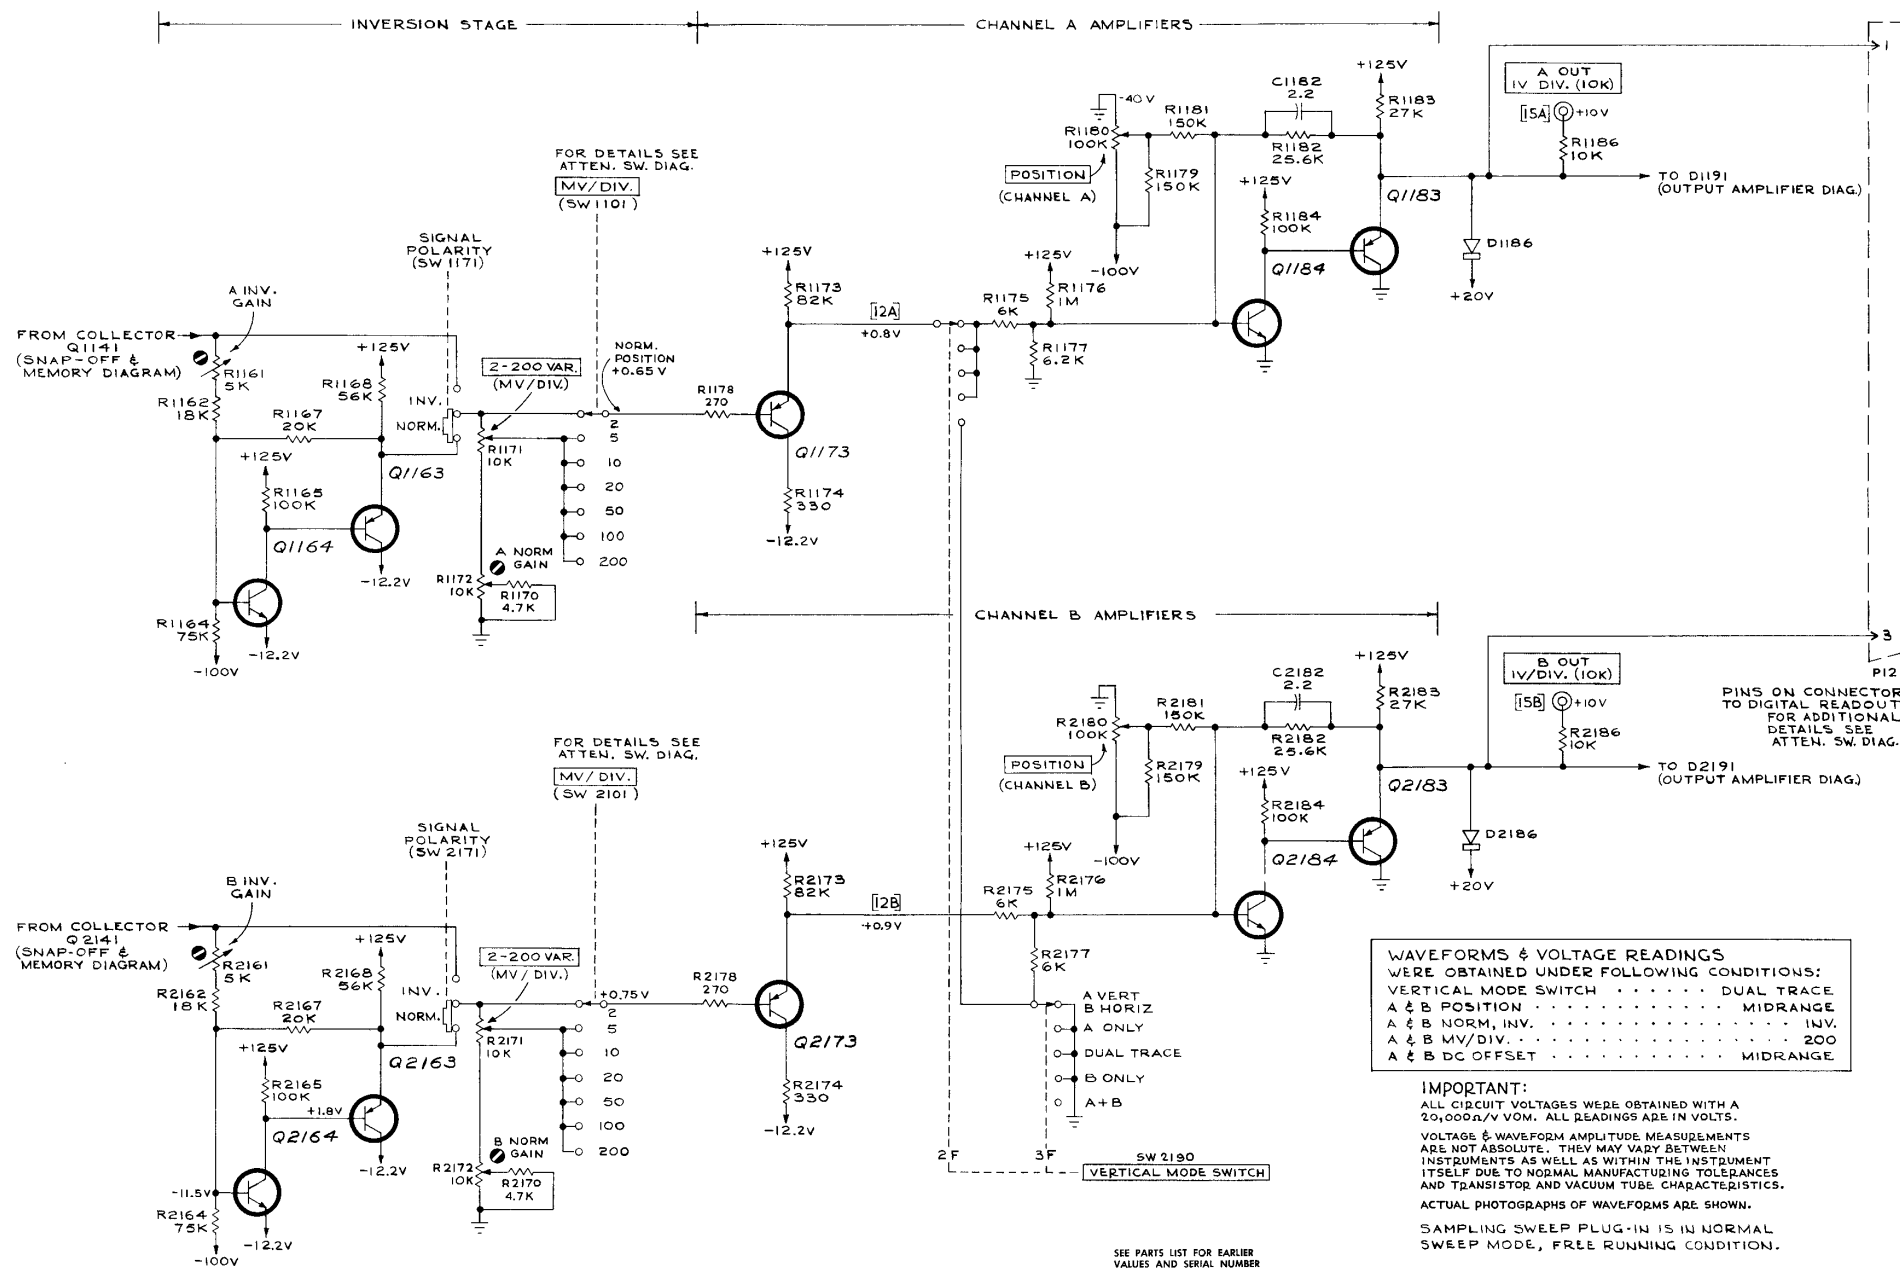 INVERSION STAGE
CHANNEL A AMPLIFIERS
1
+125V
A OUT
1V DIV. (10K)
[15A]
+10V
R1186
10K
C1182
2.2
R1183
27K
-40V
R1180
100K
R1181
150K
R1182
25.6K
POSITION
(CHANNEL A)
R1179
150K
+125V
R1184
100K
Q1183
TO D1191
(OUTPUT AMPLIFIER DIAG.)
D1186
+20V
Q1184
-100V
FOR DETAILS SEE
ATTEN. SW. DIAG.
MV/DIV.
(SW 1101)
SIGNAL
POLARITY
(SW 1171)
+125V
R1173
82K
[12A]
+0.8V
+125V
R1175
6K
R1176
1M
R1177
6.2K
A INV.
GAIN
FROM COLLECTOR
Q1141
(SNAP-OFF &
MEMORY DIAGRAM)
R1161
5K
+125V
R1168
56K
R1162
18K
R1167
20K
INV.
NORM.
2-200 VAR.
(MV/DIV.)
NORM.
POSITION
+0.65V
R1178
270
2
5
10
20
50
100
200
R1171
10K
Q1163
Q1173
+125V
R1165
100K
R1174
330
-12.2V
Q1164
-12.2V
A NORM
GAIN
R1172
10K
R1170
4.7K
R1164
75K
-12.2V
-100V
CHANNEL B AMPLIFIERS
3
P12
PINS ON CONNECTOR
TO DIGITAL READOUT
FOR ADDITIONAL
DETAILS SEE
ATTEN. SW. DIAG.
+125V
B OUT
1V/DIV. (10K)
[15B]
+10V
R2186
10K
C2182
2.2
R2183
27K
R2180
100K
R2181
150K
R2182
25.6K
POSITION
(CHANNEL B)
R2179
150K
+125V
R2184
100K
Q2183
TO D2191
(OUTPUT AMPLIFIER DIAG.)
D2186
+20V
Q2184
-100V
FOR DETAILS SEE
ATTEN. SW. DIAG.
MV/DIV.
(SW 2101)
SIGNAL
POLARITY
(SW 2171)
+125V
R2173
82K
[12B]
+0.9V
+125V
R2175
6K
R2176
1M
R2177
6K
B INV.
GAIN
FROM COLLECTOR
Q2141
(SNAP-OFF &
MEMORY DIAGRAM)
R2161
5K
+125V
R2168
56K
R2162
18K
R2167
20K
INV.
NORM.
2-200 VAR.
(MV/DIV.)
+0.75V
R2178
270
2
5
10
20
50
100
200
R2171
10K
Q2163
Q2173
+125V
R2165
100K
+1.8V
R2174
330
-12.2V
Q2164
-12.2V
B NORM
GAIN
R2172
10K
R2170
4.7K
-11.5V
R2164
75K
-12.2V
-100V
A VERT
B HORIZ
A ONLY
DUAL TRACE
B ONLY
A+B
2F
3F
SW 2190
VERTICAL MODE SWITCH
WAVEFORMS & VOLTAGE READINGS
WERE OBTAINED UNDER FOLLOWING CONDITIONS:
VERTICAL MODE SWITCH · · · · · · DUAL TRACE
A & B POSITION · · · · · · · · · · · · MIDRANGE
A & B NORM, INV. · · · · · · · · · · · · · · INV.
A & B MV/DIV. · · · · · · · · · · · · · · · · 200
A & B DC OFFSET · · · · · · · · · · · MIDRANGE
IMPORTANT:
ALL CIRCUIT VOLTAGES WERE OBTAINED WITH A
20,000Ω/V VOM. ALL READINGS ARE IN VOLTS.
VOLTAGE & WAVEFORM AMPLITUDE MEASUREMENTS
ARE NOT ABSOLUTE. THEY MAY VARY BETWEEN
INSTRUMENTS AS WELL AS WITHIN THE INSTRUMENT
ITSELF DUE TO NORMAL MANUFACTURING TOLERANCES
AND TRANSISTOR AND VACUUM TUBE CHARACTERISTICS.
ACTUAL PHOTOGRAPHS OF WAVEFORMS ARE SHOWN.
SAMPLING SWEEP PLUG-IN IS IN NORMAL
SWEEP MODE, FREE RUNNING CONDITION.
SEE PARTS LIST FOR EARLIER
VALUES AND SERIAL NUMBER